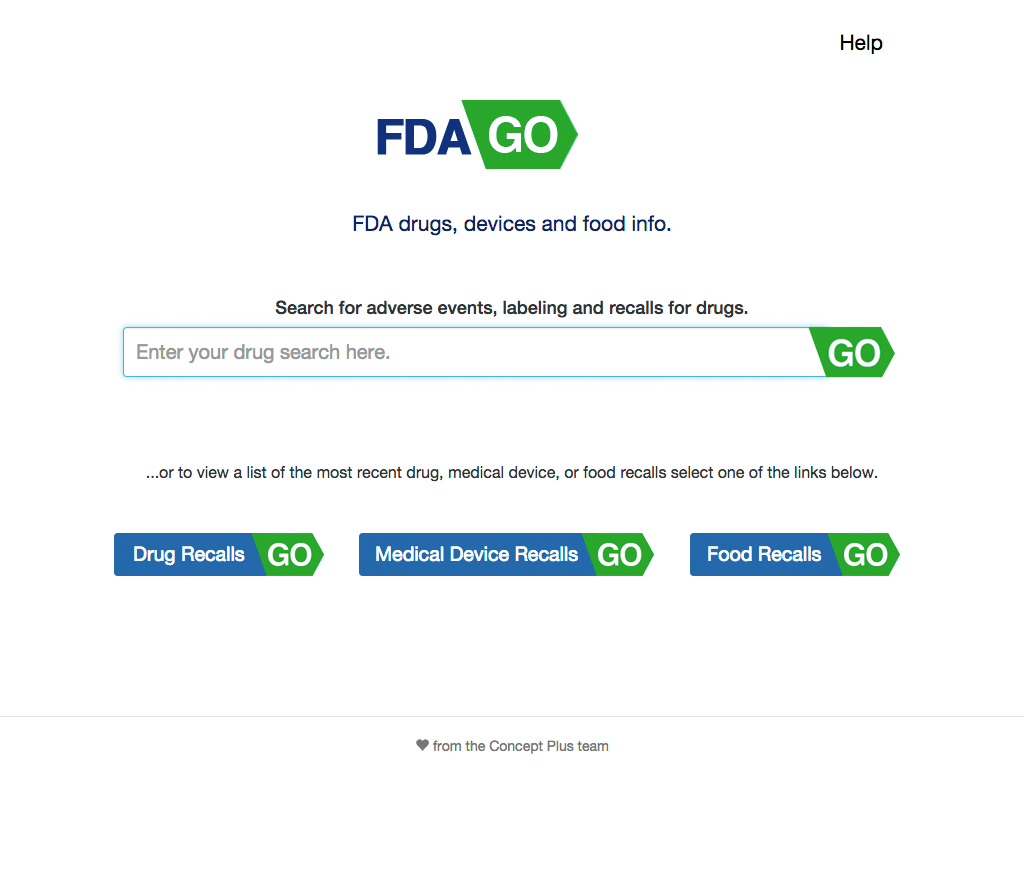 Help
FDA GO
FDA drugs, devices and food info.
Search for adverse events, labeling and recalls for drugs.
Enter your drug search here. GO
...or to view a list of the most recent drug, medical device, or food recalls select one of the links below.
Drug Recalls GO Medical Device Recalls GO Food Recalls GO
♥ from the Concept Plus team